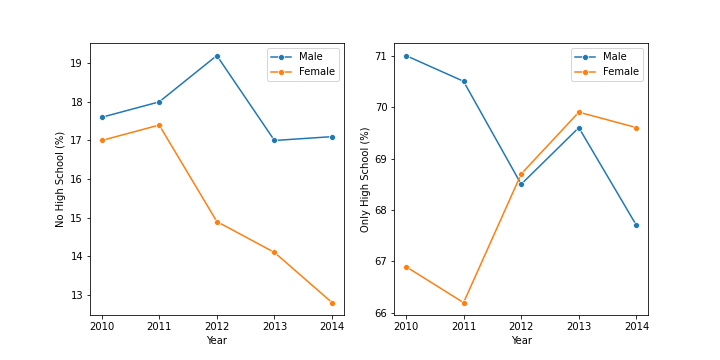 No High School (%)
19
18
17
16
15
14
13
2010 2011 2012 2013 2014
Year
Male
Female
Only High School (%)
71
70
69
68
67
66
2010 2011 2012 2013 2014
Year
Male
Female